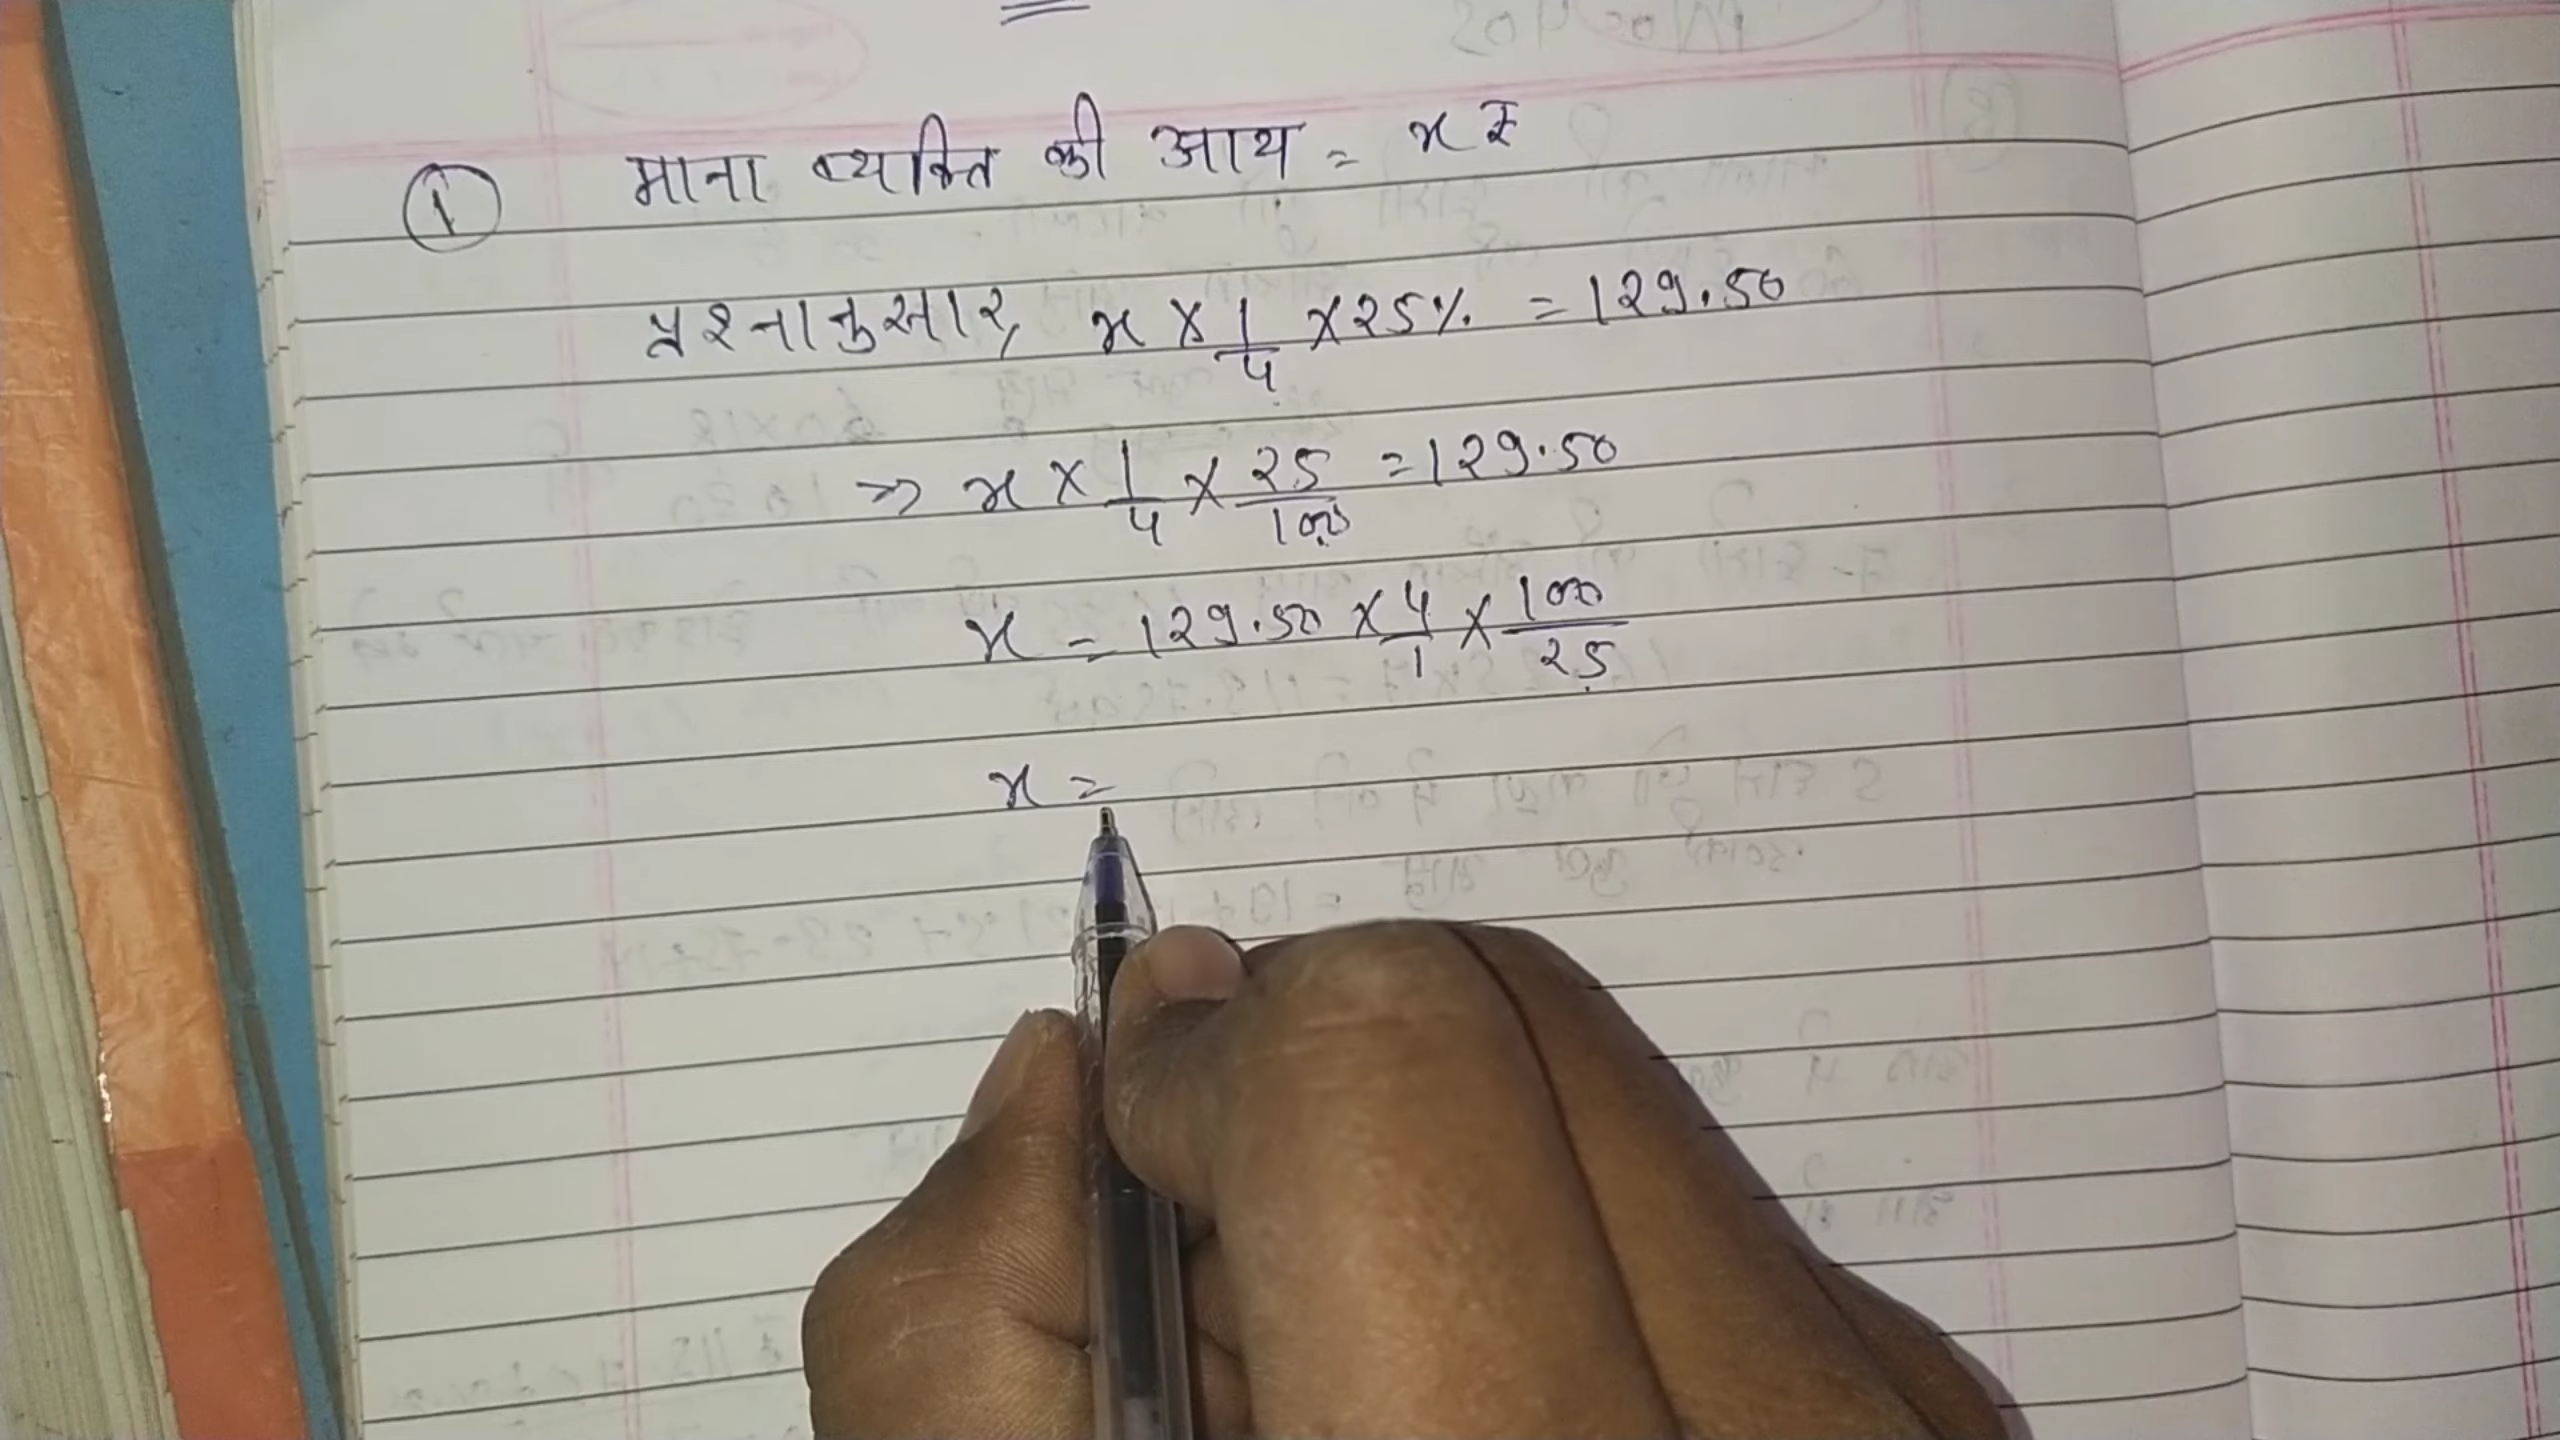 ① माना व्यक्ति की आय = x ₹
प्रश्नानुसार, x × 1/4 × 25% = 129.50
⇒ x × 1/4 × 25/100 = 129.50
x = 129.50 × 4/1 × 100/25
x =